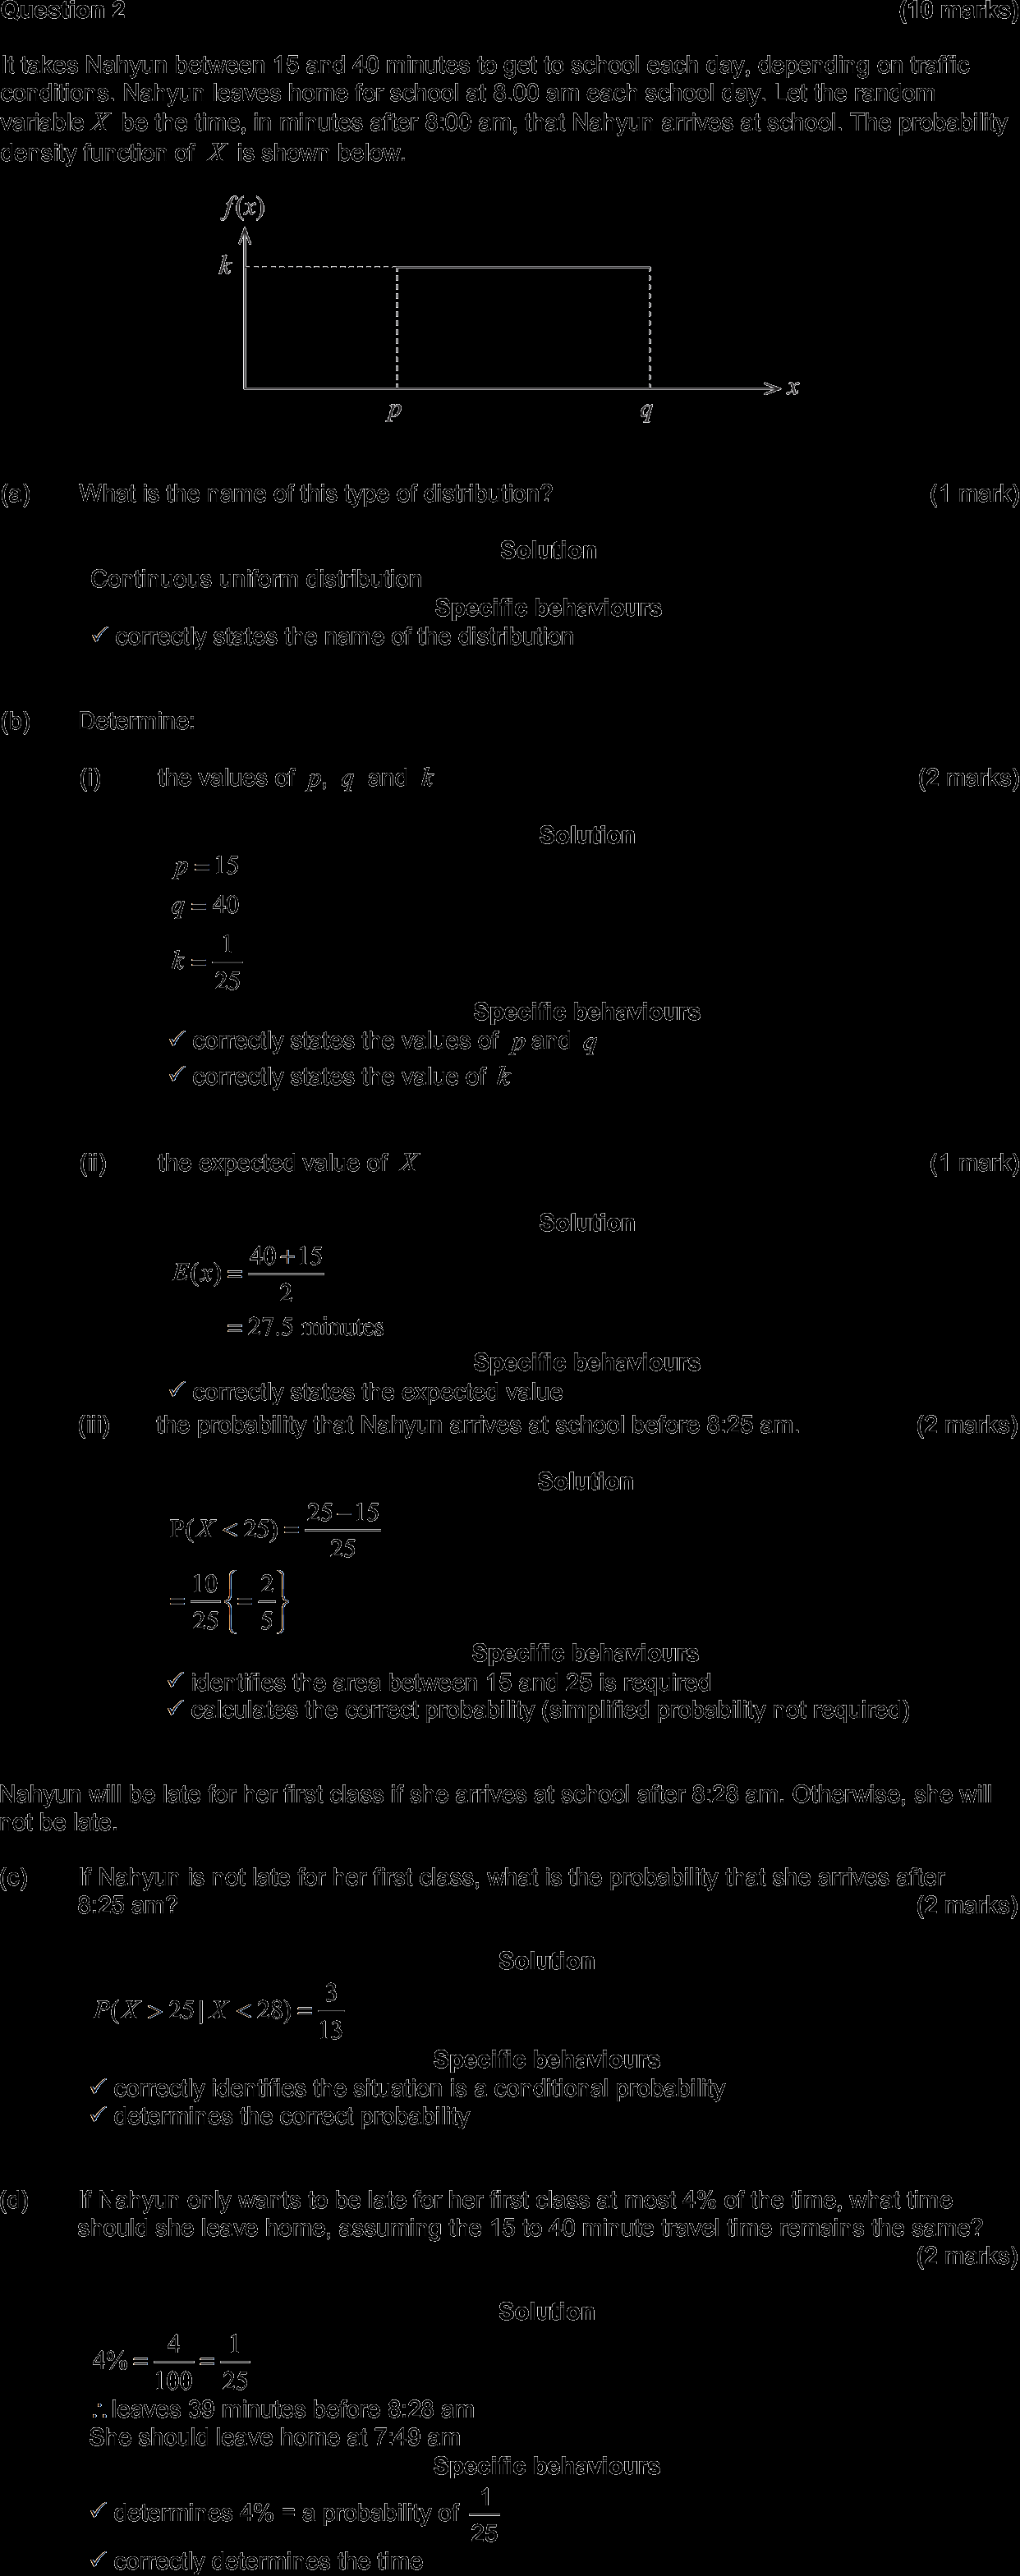 Question 2 (10 marks)
It takes Nahyun between 15 and 40 minutes to get to school each day, depending on traffic
conditions. Nahyun leaves home for school at 8.00 am each school day. Let the random
variable X be the time, in minutes after 8:00 am, that Nahyun arrives at school. The probability
density function of X is shown below.
f(x)
k
x
p q
(a) What is the name of this type of distribution? (1 mark)
Solution
Continuous uniform distribution
Specific behaviours
✓ correctly states the name of the distribution
(b) Determine:
(i) the values of p, q and k (2 marks)
Solution
p = 15
q = 40
k = 1/25
Specific behaviours
✓ correctly states the values of p and q
✓ correctly states the value of k
(ii) the expected value of X (1 mark)
Solution
E(x) = (40+15)/2
= 27.5 minutes
Specific behaviours
✓ correctly states the expected value
(iii) the probability that Nahyun arrives at school before 8:25 am. (2 marks)
Solution
P(X < 25) = (25−15)/25
= 10/25 {= 2/5}
Specific behaviours
✓ identifies the area between 15 and 25 is required
✓ calculates the correct probability (simplified probability not required)
Nahyun will be late for her first class if she arrives at school after 8:28 am. Otherwise, she will
not be late.
(c) If Nahyun is not late for her first class, what is the probability that she arrives after
8:25 am? (2 marks)
Solution
P(X > 25 | X < 28) = 3/13
Specific behaviours
✓ correctly identifies the situation is a conditional probability
✓ determines the correct probability
(d) If Nahyun only wants to be late for her first class at most 4% of the time, what time
should she leave home, assuming the 15 to 40 minute travel time remains the same?
(2 marks)
Solution
4% = 4/100 = 1/25
∴ leaves 39 minutes before 8:28 am
She should leave home at 7:49 am
Specific behaviours
✓ determines 4% = a probability of 1/25
✓ correctly determines the time